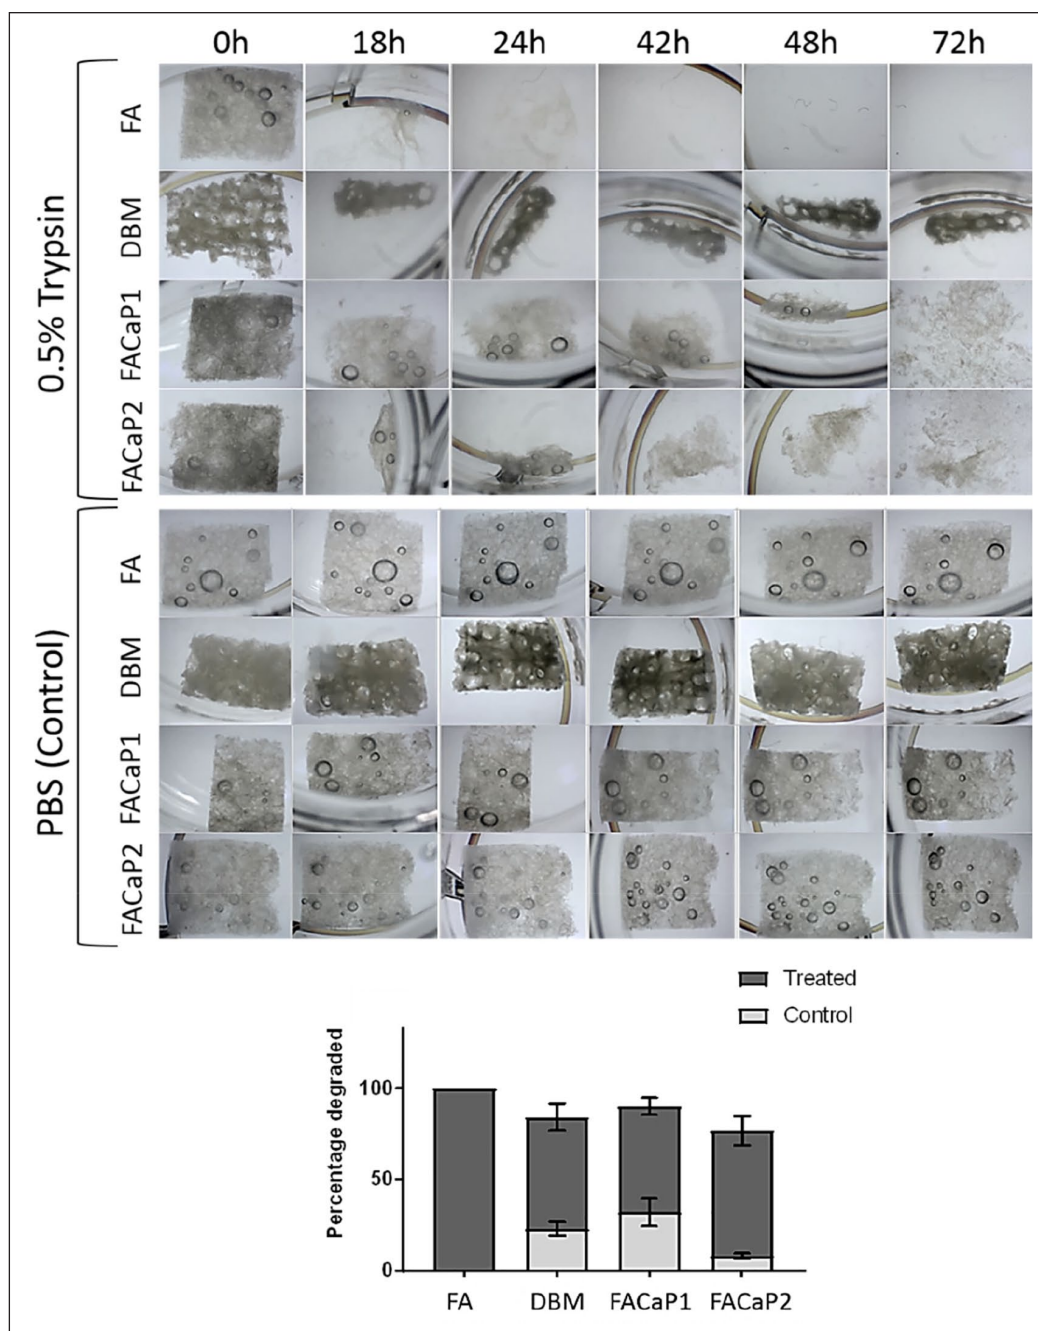 0h 18h 24h 42h 48h 72h
0.5% Trypsin
FA
DBM
FACaP1
FACaP2
PBS (Control)
FA
DBM
FACaP1
FACaP2
Treated
Control
Percentage degraded
100
50
0
FA DBM FACaP1 FACaP2